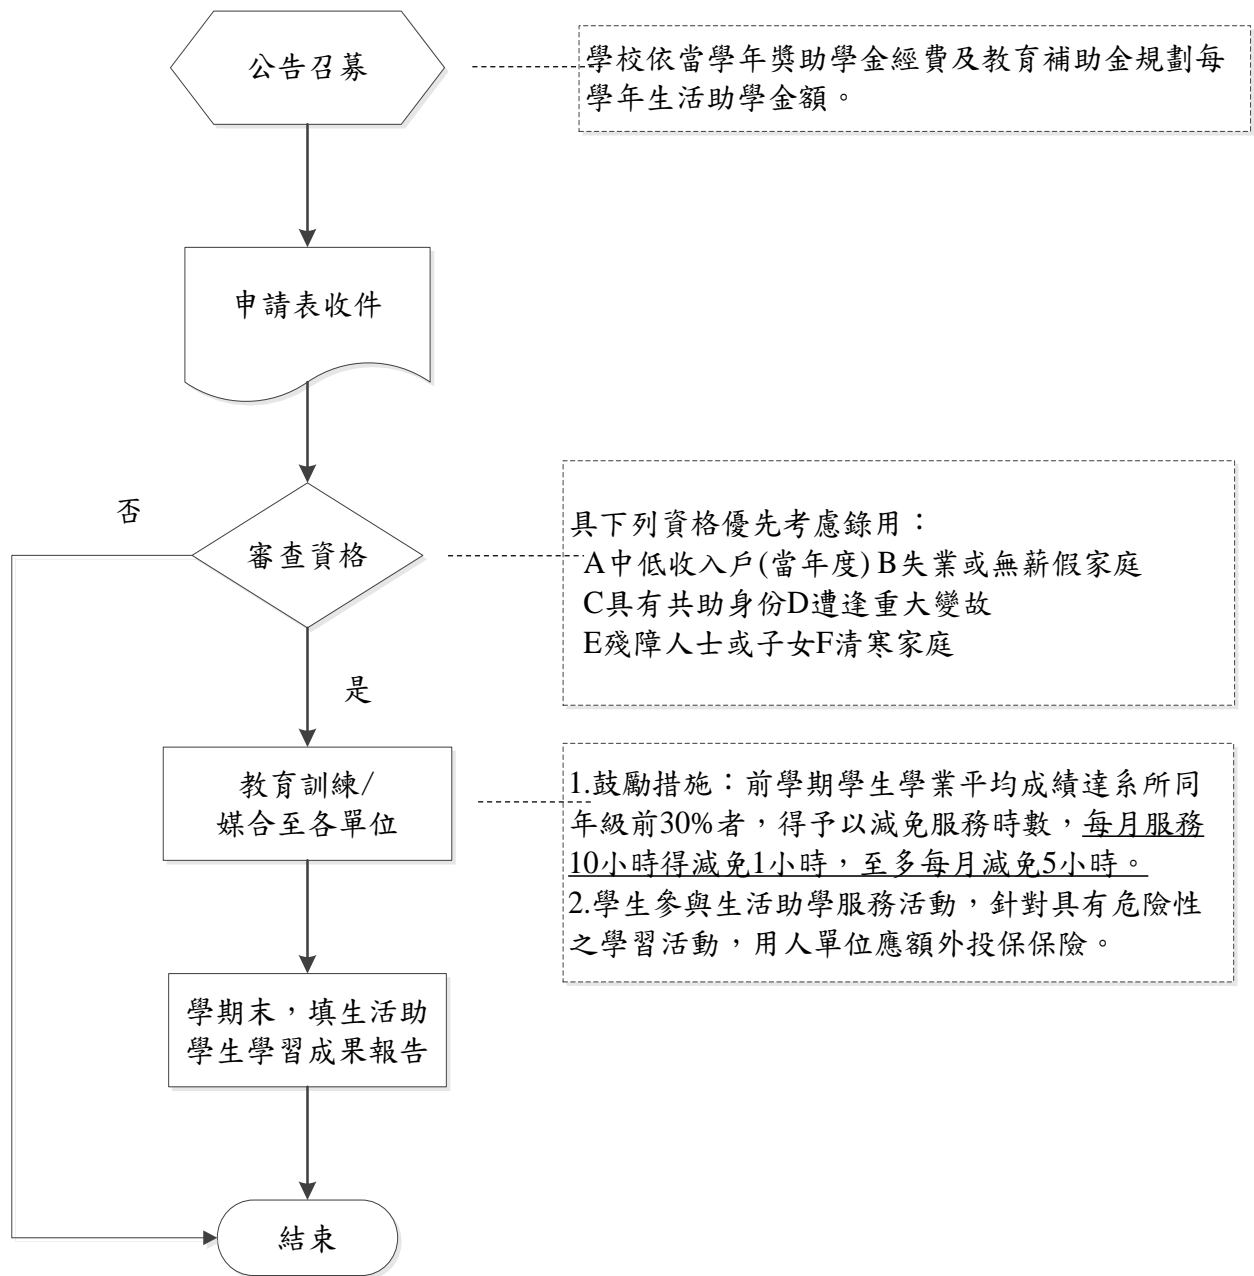 公告召募
學校依當學年獎助學金經費及教育補助金規劃每
學年生活助學金額。
申請表收件
否
審查資格
具下列資格優先考慮錄用：
A中低收入戶(當年度) B失業或無薪假家庭
C具有共助身份D遭逢重大變故
E殘障人士或子女F清寒家庭
是
教育訓練/
媒合至各單位
1.鼓勵措施：前學期學生學業平均成績達系所同
年級前30%者，得予以減免服務時數，每月服務
10小時得減免1小時，至多每月減免5小時。
2.學生參與生活助學服務活動，針對具有危險性
之學習活動，用人單位應額外投保保險。
學期末，填生活助
學生學習成果報告
結束